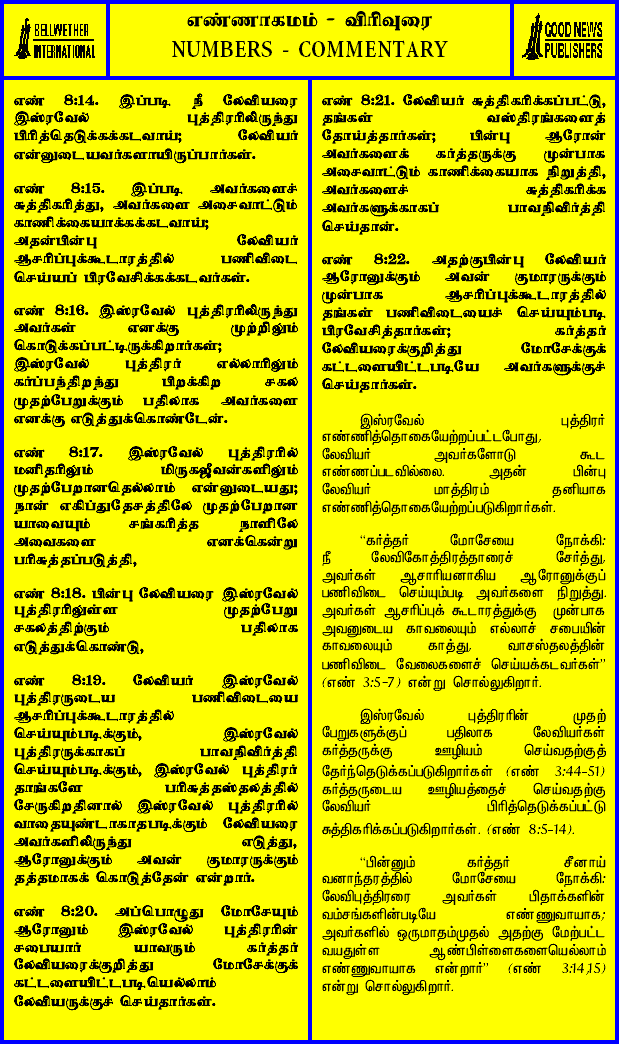 BELLWETHER
INTERNATIONAL
எண்ணாகமம் - விரிவுரை
NUMBERS - COMMENTARY
GOOD NEWS
PUBLISHERS
எண் 8:14. இப்படி நீ லேவியரை
இஸ்ரவேல் புத்திரரிலிருந்து
பிரித்தெடுக்கக்கடவாய்; லேவியர்
என்னுடையவர்களாயிருப்பார்கள்.
எண் 8:15. இப்படி அவர்களைச்
சுத்திகரித்து, அவர்களை அசைவாட்டும்
காணிக்கையாக்கக்கடவாய்;
அதன்பின்பு லேவியர்
ஆசரிப்புக்கூடாரத்தில் பணிவிடை
செய்யப் பிரவேசிக்கக்கடவர்கள்.
எண் 8:16. இஸ்ரவேல் புத்திரரிலிருந்து
அவர்கள் எனக்கு முற்றிலும்
கொடுக்கப்பட்டிருக்கிறார்கள்;
இஸ்ரவேல் புத்திரர் எல்லாரிலும்
கர்ப்பந்திறந்து பிறக்கிற சகல
முதற்பேறுக்கும் பதிலாக அவர்களை
எனக்கு எடுத்துக்கொண்டேன்.
எண் 8:17. இஸ்ரவேல் புத்திரரில்
மனிதரிலும் மிருகஜீவன்களிலும்
முதற்பேறானதெல்லாம் என்னுடையது;
நான் எகிப்துதேசத்திலே முதற்பேறான
யாவையும் சங்கரித்த நாளிலே
அவைகளை எனக்கென்று
பரிசுத்தப்படுத்தி,
எண் 8:18. பின்பு லேவியரை இஸ்ரவேல்
புத்திரரிலுள்ள முதற்பேறு
சகலத்திற்கும் பதிலாக
எடுத்துக்கொண்டு,
எண் 8:19. லேவியர் இஸ்ரவேல்
புத்திரருடைய பணிவிடையை
ஆசரிப்புக்கூடாரத்தில்
செய்யும்படிக்கும், இஸ்ரவேல்
புத்திரருக்காகப் பாவநிவிர்த்தி
செய்யும்படிக்கும், இஸ்ரவேல் புத்திரர்
தாங்களே பரிசுத்தஸ்தலத்தில்
சேருகிறதினால் இஸ்ரவேல் புத்திரரில்
வாதையுண்டாகாதபடிக்கும் லேவியரை
அவர்களிலிருந்து எடுத்து,
ஆரோனுக்கும் அவன் குமாரருக்கும்
தத்தமாகக் கொடுத்தேன் என்றார்.
எண் 8:20. அப்பொழுது மோசேயும்
ஆரோனும் இஸ்ரவேல் புத்திரரின்
சபையார் யாவரும் கர்த்தர்
லேவியரைக்குறித்து மோசேக்குக்
கட்டளையிட்டபடியெல்லாம்
லேவியருக்குச் செய்தார்கள்.
எண் 8:21. லேவியர் சுத்திகரிக்கப்பட்டு,
தங்கள் வஸ்திரங்களைத்
தோய்த்தார்கள்; பின்பு ஆரோன்
அவர்களைக் கர்த்தருக்கு முன்பாக
அசைவாட்டும் காணிக்கையாக நிறுத்தி,
அவர்களைச் சுத்திகரிக்க
அவர்களுக்காகப் பாவநிவிர்த்தி
செய்தான்.
எண் 8:22. அதற்குபின்பு லேவியர்
ஆரோனுக்கும் அவன் குமாரருக்கும்
முன்பாக ஆசரிப்புக்கூடாரத்தில்
தங்கள் பணிவிடையைச் செய்யும்படி
பிரவேசித்தார்கள்; கர்த்தர்
லேவியரைக்குறித்து மோசேக்குக்
கட்டளையிட்டபடியே அவர்களுக்குச்
செய்தார்கள்.
இஸ்ரவேல் புத்திரர்
எண்ணித்தொகையேற்றப்பட்டபோது,
லேவியர் அவர்களோடு கூட
எண்ணப்படவில்லை. அதன் பின்பு
லேவியர் மாத்திரம் தனியாக
எண்ணித்தொகையேற்றப்படுகிறார்கள்.
“கர்த்தர் மோசேயை நோக்கி:
நீ லேவிகோத்திரத்தாரைச் சேர்த்து,
அவர்கள் ஆசாரியனாகிய ஆரோனுக்குப்
பணிவிடை செய்யும்படி அவர்களை நிறுத்து.
அவர்கள் ஆசரிப்புக் கூடாரத்துக்கு முன்பாக
அவனுடைய காவலையும் எல்லாச் சபையின்
காவலையும் காத்து, வாசஸ்தலத்தின்
பணிவிடை வேலைகளைச் செய்யக்கடவர்கள்”
(எண் 3:5-7) என்று சொல்லுகிறார்.
இஸ்ரவேல் புத்திரரின் முதற்
பேறுகளுக்குப் பதிலாக லேவியர்கள்
கர்த்தருக்கு ஊழியம் செய்வதற்குத்
தேர்ந்தெடுக்கப்படுகிறார்கள் (எண் 3:44-51)
கர்த்தருடைய ஊழியத்தைச் செய்வதற்கு
லேவியர் பிரித்தெடுக்கப்பட்டு
சுத்திகரிக்கப்படுகிறார்கள். (எண் 8:5-14).
“பின்னும் கர்த்தர் சீனாய்
வனாந்தரத்தில் மோசேயை நோக்கி:
லேவிபுத்திரரை அவர்கள் பிதாக்களின்
வம்சங்களின்படியே எண்ணுவாயாக;
அவர்களில் ஒருமாதம்முதல் அதற்கு மேற்பட்ட
வயதுள்ள ஆண்பிள்ளைகளையெல்லாம்
எண்ணுவாயாக என்றார்” (எண் 3:14,15)
என்று சொல்லுகிறார்.